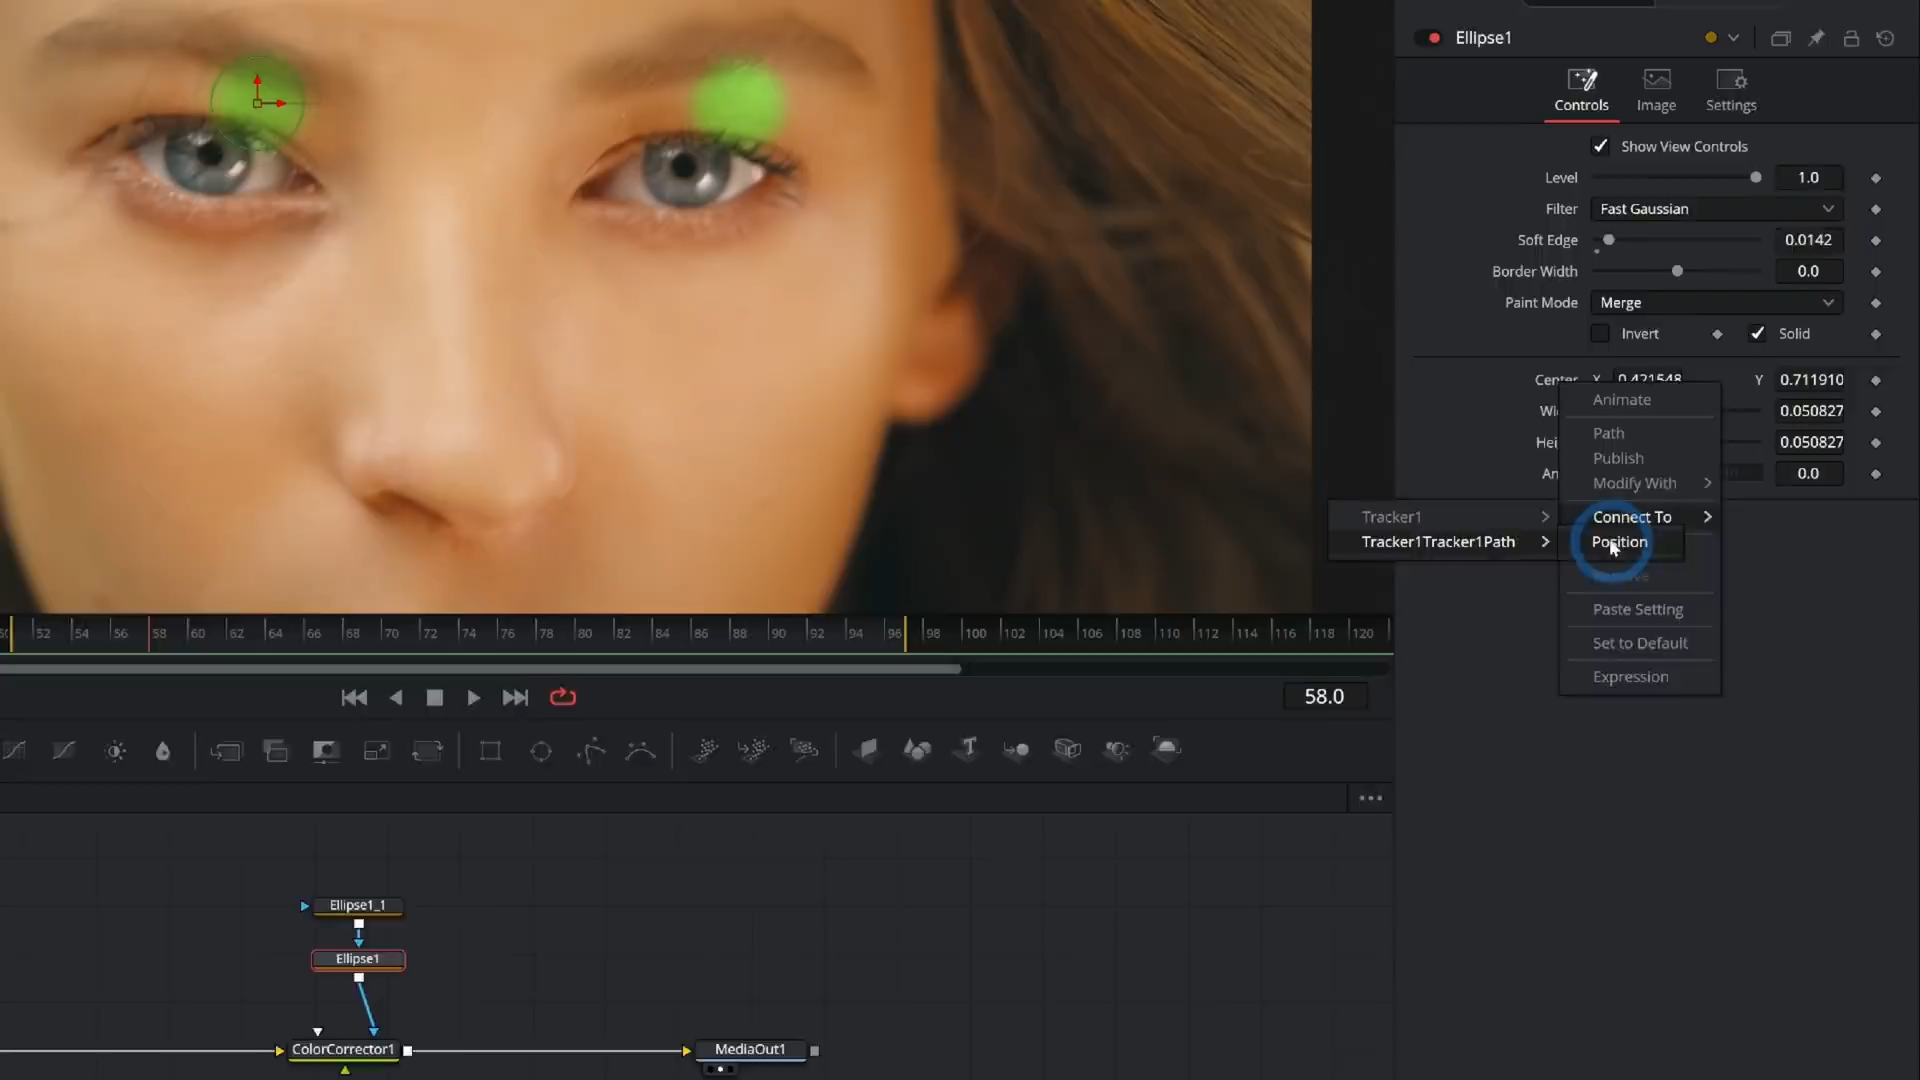 Ellipse1
Controls
Image
Settings
Show View Controls
Level
1.0
Filter
Fast Gaussian
Soft Edge
0.0142
Border Width
0.0
Paint Mode
Merge
Invert
Solid
Center X 0.421548 Y 0.711910
0.050827
0.050827
0.0
Animate
Path
Publish
Modify With
Connect To
Tracker1
Tracker1Tracker1Path
Position
Paste Setting
Set to Default
Expression
52 54 56 58 60 62 64 66 68 70 72 74 76 78 80 82 84 86 88 90 92 94 96 98 100 102 104 106 108 110 112 114 116 118 120
58.0
Ellipse1_1
Ellipse1
ColorCorrector1
MediaOut1